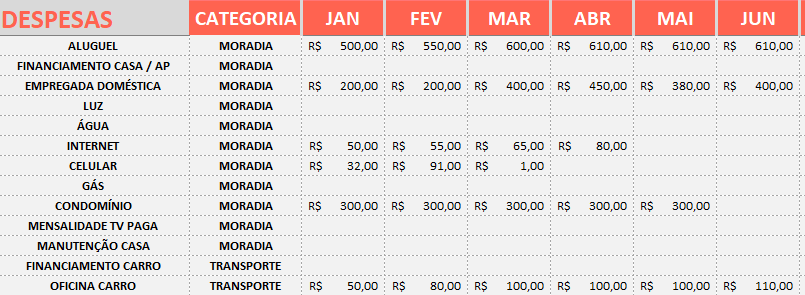 DESPESAS CATEGORIA JAN FEV MAR ABR MAI JUN
ALUGUEL MORADIA R$ 500,00 R$ 550,00 R$ 600,00 R$ 610,00 R$ 610,00 R$ 610,00
FINANCIAMENTO CASA / AP MORADIA
EMPREGADA DOMÉSTICA MORADIA R$ 200,00 R$ 200,00 R$ 400,00 R$ 450,00 R$ 380,00 R$ 400,00
LUZ MORADIA
ÁGUA MORADIA
INTERNET MORADIA R$ 50,00 R$ 55,00 R$ 65,00 R$ 80,00
CELULAR MORADIA R$ 32,00 R$ 91,00 R$ 1,00
GÁS MORADIA
CONDOMÍNIO MORADIA R$ 300,00 R$ 300,00 R$ 300,00 R$ 300,00 R$ 300,00
MENSALIDADE TV PAGA MORADIA
MANUTENÇÃO CASA MORADIA
FINANCIAMENTO CARRO TRANSPORTE
OFICINA CARRO TRANSPORTE R$ 50,00 R$ 80,00 R$ 100,00 R$ 100,00 R$ 100,00 R$ 110,00